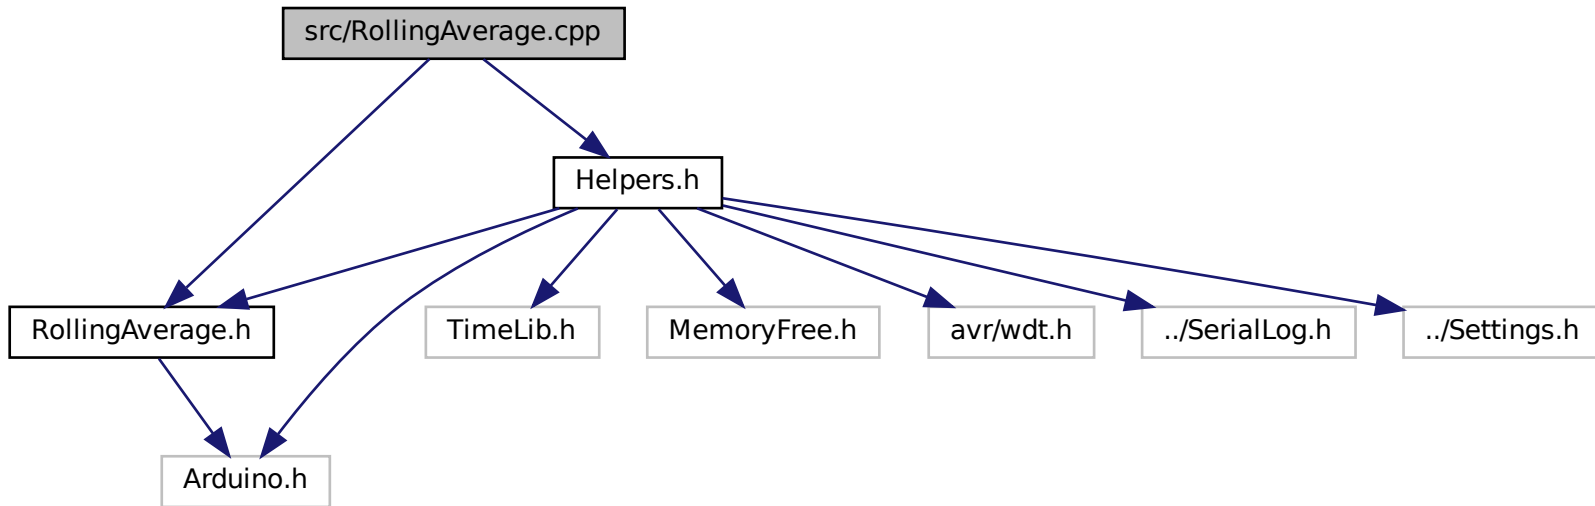 src/RollingAverage.cpp
Helpers.h
RollingAverage.h
TimeLib.h
MemoryFree.h
avr/wdt.h
../SerialLog.h
../Settings.h
Arduino.h